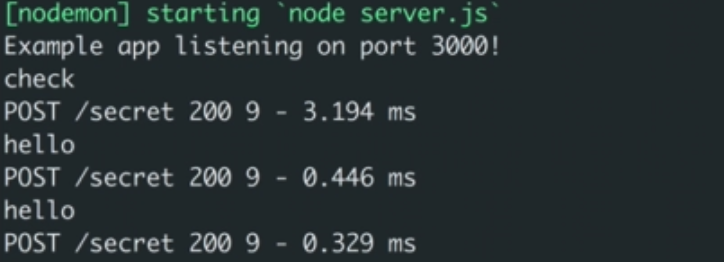 [nodemon] starting `node server.js`
Example app listening on port 3000!
check
POST /secret 200 9 - 3.194 ms
hello
POST /secret 200 9 - 0.446 ms
hello
POST /secret 200 9 - 0.329 ms